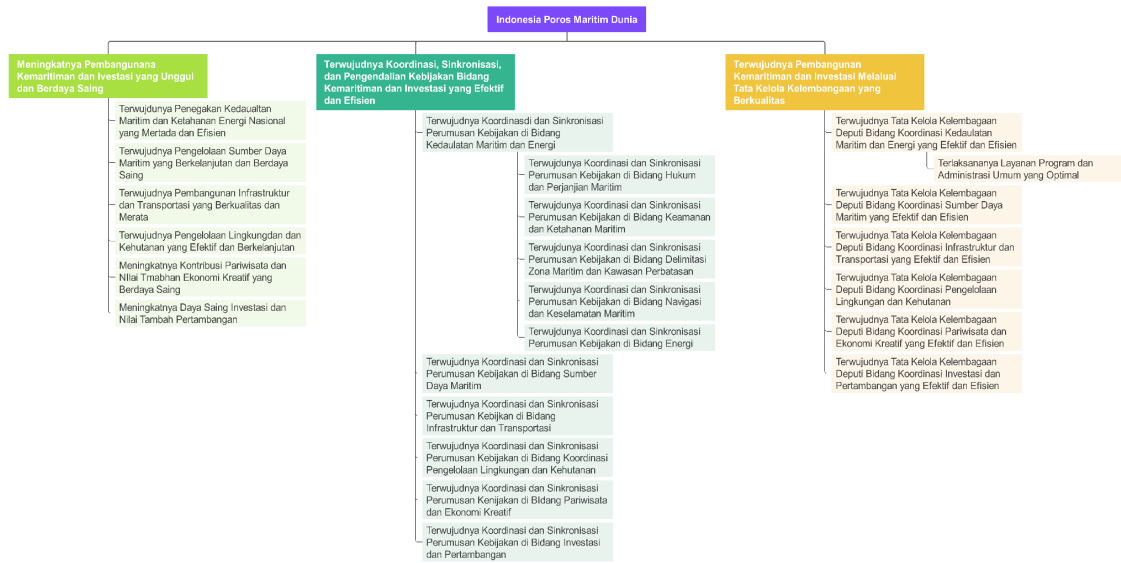 Indonesia Poros Maritim Dunia
Meningkatnya Pembangunana
Kemaritiman dan Ivestasi yang Unggul
dan Berdaya Saing
Terwujdunya Penegakan Kedaualtan
Maritim dan Ketahanan Energi Nasional
yang Mertada dan Efisien
Terwujudnya Pengelolaan Sumber Daya
Maritim yang Berkelanjutan dan Berdaya
Saing
Terwujudnya Pembangunan Infrastruktur
dan Transportasi yang Berkualitas dan
Merata
Terwujudnya Pengelolaan Lingkungdan dan
Kehutanan yang Efektif dan Berkelanjutan
Meningkatnya Kontribusi Pariwisata dan
NIlai Tmabhan Ekonomi Kreatif yang
Berdaya Saing
Meningkatnya Daya Saing Investasi dan
Nilai Tambah Pertambangan
Terwujudnya Koordinasi, Sinkronisasi,
dan Pengendalian Kebijakan Bidang
Kemaritiman dan Investasi yang Efektif
dan Efisien
Terwujudnya Koordinasdi dan Sinkronisasi
Perumusan Kebijakan di Bidang
Kedaulatan Maritim dan Energi
Terwujdunya Koordinasi dan Sinkronisasi
Perumusan Kebijakan di Bidang Hukum
dan Perjanjian Maritim
Terwujudnya Koordinasi dan Sinkronisasi
Perumusan Kebijakan di Bidang Keamanan
dan Ketahanan Maritim
Terwujudnya Koordinasi dan Sinkronisasi
Perumusan Kebijakan di Bidang Delimitasi
Zona Maritim dan Kawasan Perbatasan
Terwujudnya Koordinasi dan Sinkronisasi
Perumusan Kebijakan di Bidang Navigasi
dan Keselamatan Maritim
Terwujdunya Koordinasi dan Sinkronisasi
Perumusan Kebijakan di Bidang Energi
Terwujudnya Koordinasi dan Sinkronisasi
Perumusan Kebijakan di Bidang Sumber
Daya Maritim
Terwujudnya Koordinasi dan Sinkronisasi
Perumusan Kebijkan di Bidang
Infrastruktur dan Transportasi
Terwujudnya Koordinasi dan Sinkronisasi
Perumusan Kebijakan di Bidang Koordinasi
Pengelolaan Lingkungan dan Kehutanan
Terwujudnya Koordinasi dan Sinkronisasi
Perumusan Kenijakan di BIdang Pariwisata
dan Ekonomi Kreatif
Terwujudnya Koordinasi dan Sinkronisasi
Perumusan Kebijakan di Bidang Investasi
dan Pertambangan
Terwujudnya Pembangunan
Kemaritiman dan Investasi Melaluai
Tata Kelola Kelembangaan yang
Berkualitas
Terwujudnya Tata Kelola Kelembagaan
Deputi Bidang Koordinasi Kedaulatan
Maritim dan Energi yang Efektif dan Efisien
Terlaksananya Layanan Program dan
Administrasi Umum yang Optimal
Terwujudnya Tata Kelola Kelembagaan
Deputi Bidang Koordinasi Sumber Daya
Maritim yang Efektif dan Efisien
Terwujudnya Tata Kelola Kelembagaan
Deputi Bidang Koordinasi Infrastruktur dan
Transportasi yang Efektif dan Efisien
Terwujudnya Tata Kelola Kelembagaan
Deputi Bidang Koordinasi Pengelolaan
Lingkungan dan Kehutanan
Terwujudnya Tata Kelola Kelembagaan
Deputi Bidang Koordinasi Pariwisata dan
Ekonomi Kreatif yang Efektif dan Efisien
Terwujudnya Tata Kelola Kelembagaan
Deputi Bidang Koordinasi Investasi dan
Pertambangan yang Efektif dan Efisien